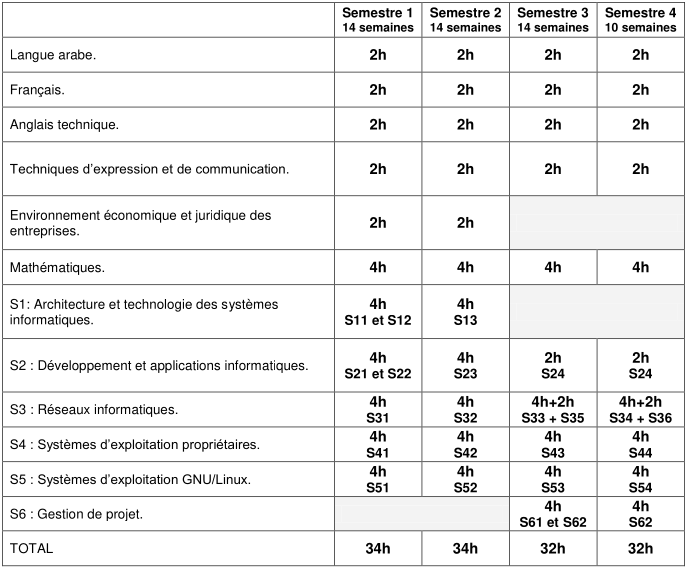 Semestre 1 Semestre 2 Semestre 3 Semestre 4
14 semaines 14 semaines 14 semaines 10 semaines
Langue arabe. 2h 2h 2h 2h
Français. 2h 2h 2h 2h
Anglais technique. 2h 2h 2h 2h
Techniques d'expression et de communication. 2h 2h 2h 2h
Environnement économique et juridique des
entreprises. 2h 2h
Mathématiques. 4h 4h 4h 4h
S1: Architecture et technologie des systèmes 4h 4h
informatiques. S11 et S12 S13
S2 : Développement et applications informatiques. 4h 4h 2h 2h
S21 et S22 S23 S24 S24
S3 : Réseaux informatiques. 4h 4h 4h+2h 4h+2h
S31 S32 S33 + S35 S34 + S36
S4 : Systèmes d'exploitation propriétaires. 4h 4h 4h 4h
S41 S42 S43 S44
S5 : Systèmes d'exploitation GNU/Linux. 4h 4h 4h 4h
S51 S52 S53 S54
S6 : Gestion de projet. 4h 4h
S61 et S62 S62
TOTAL 34h 34h 32h 32h